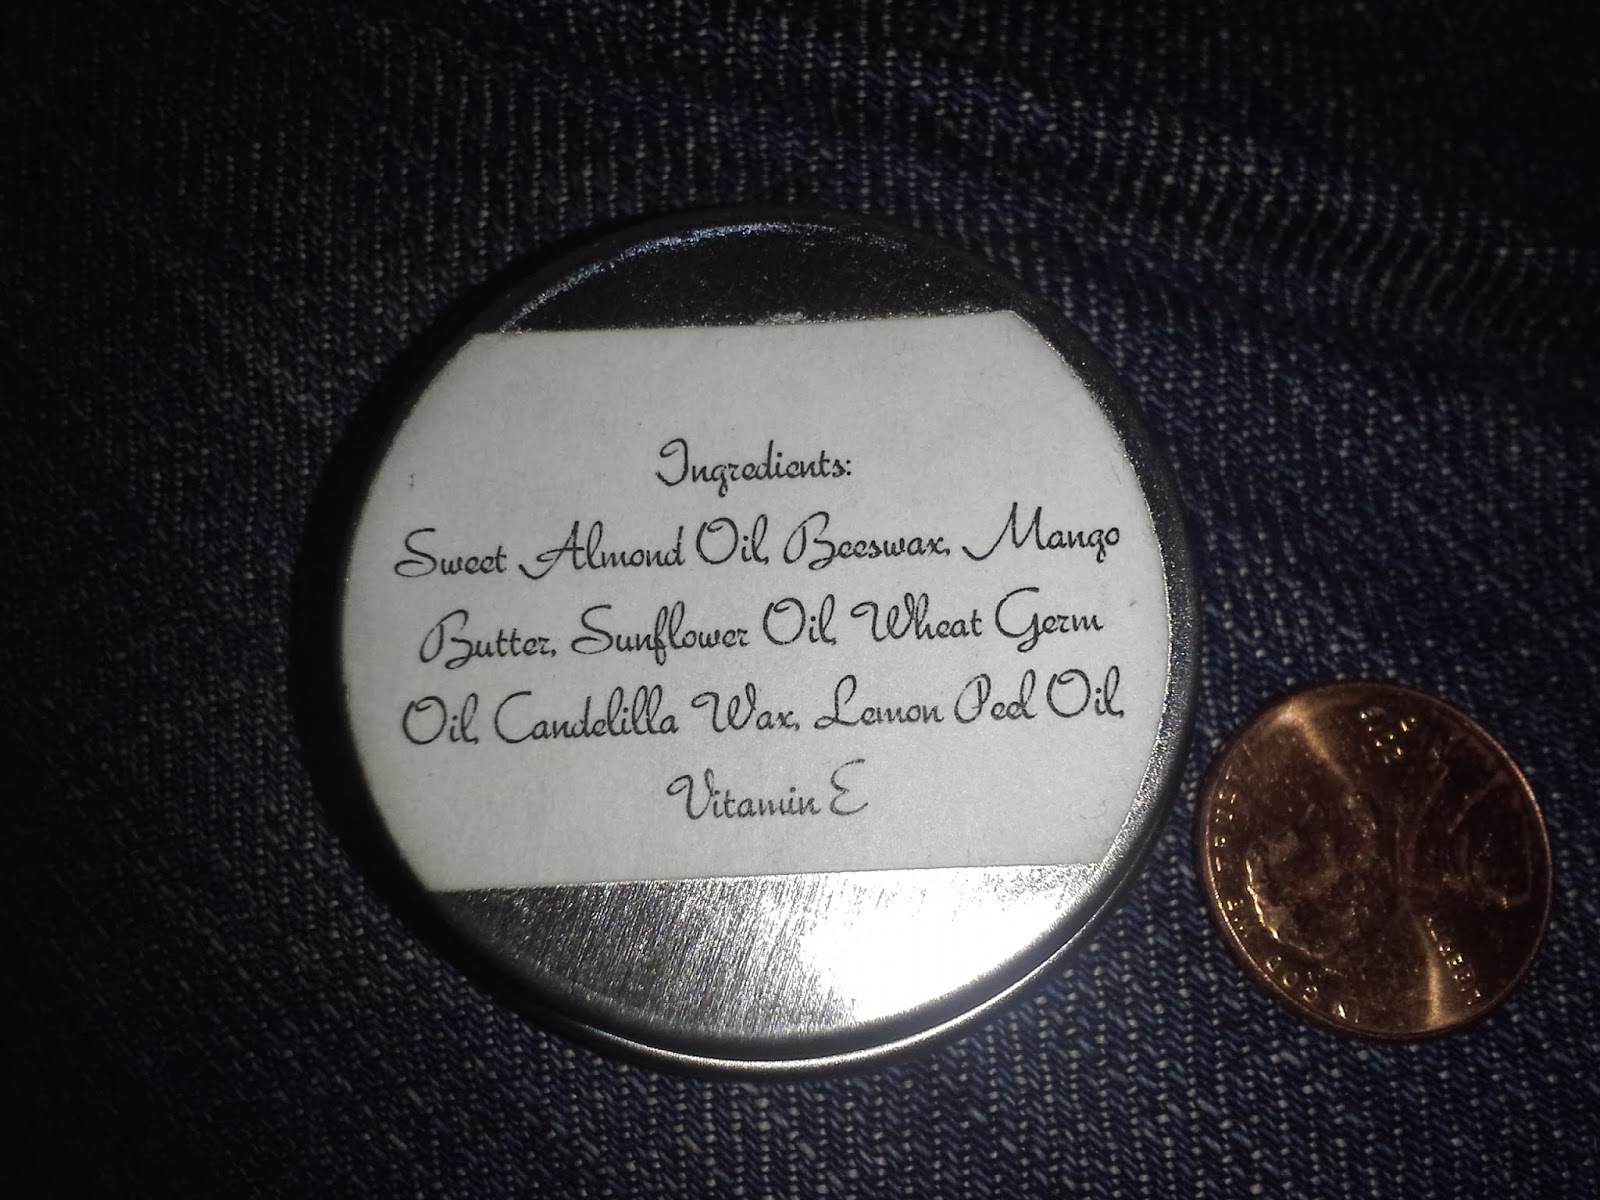 Ingredients:
Sweet Almond Oil, Beeswax, Mango
Butter, Sunflower Oil, Wheat Germ
Oil, Candelilla Wax, Lemon Peel Oil,
Vitamin E